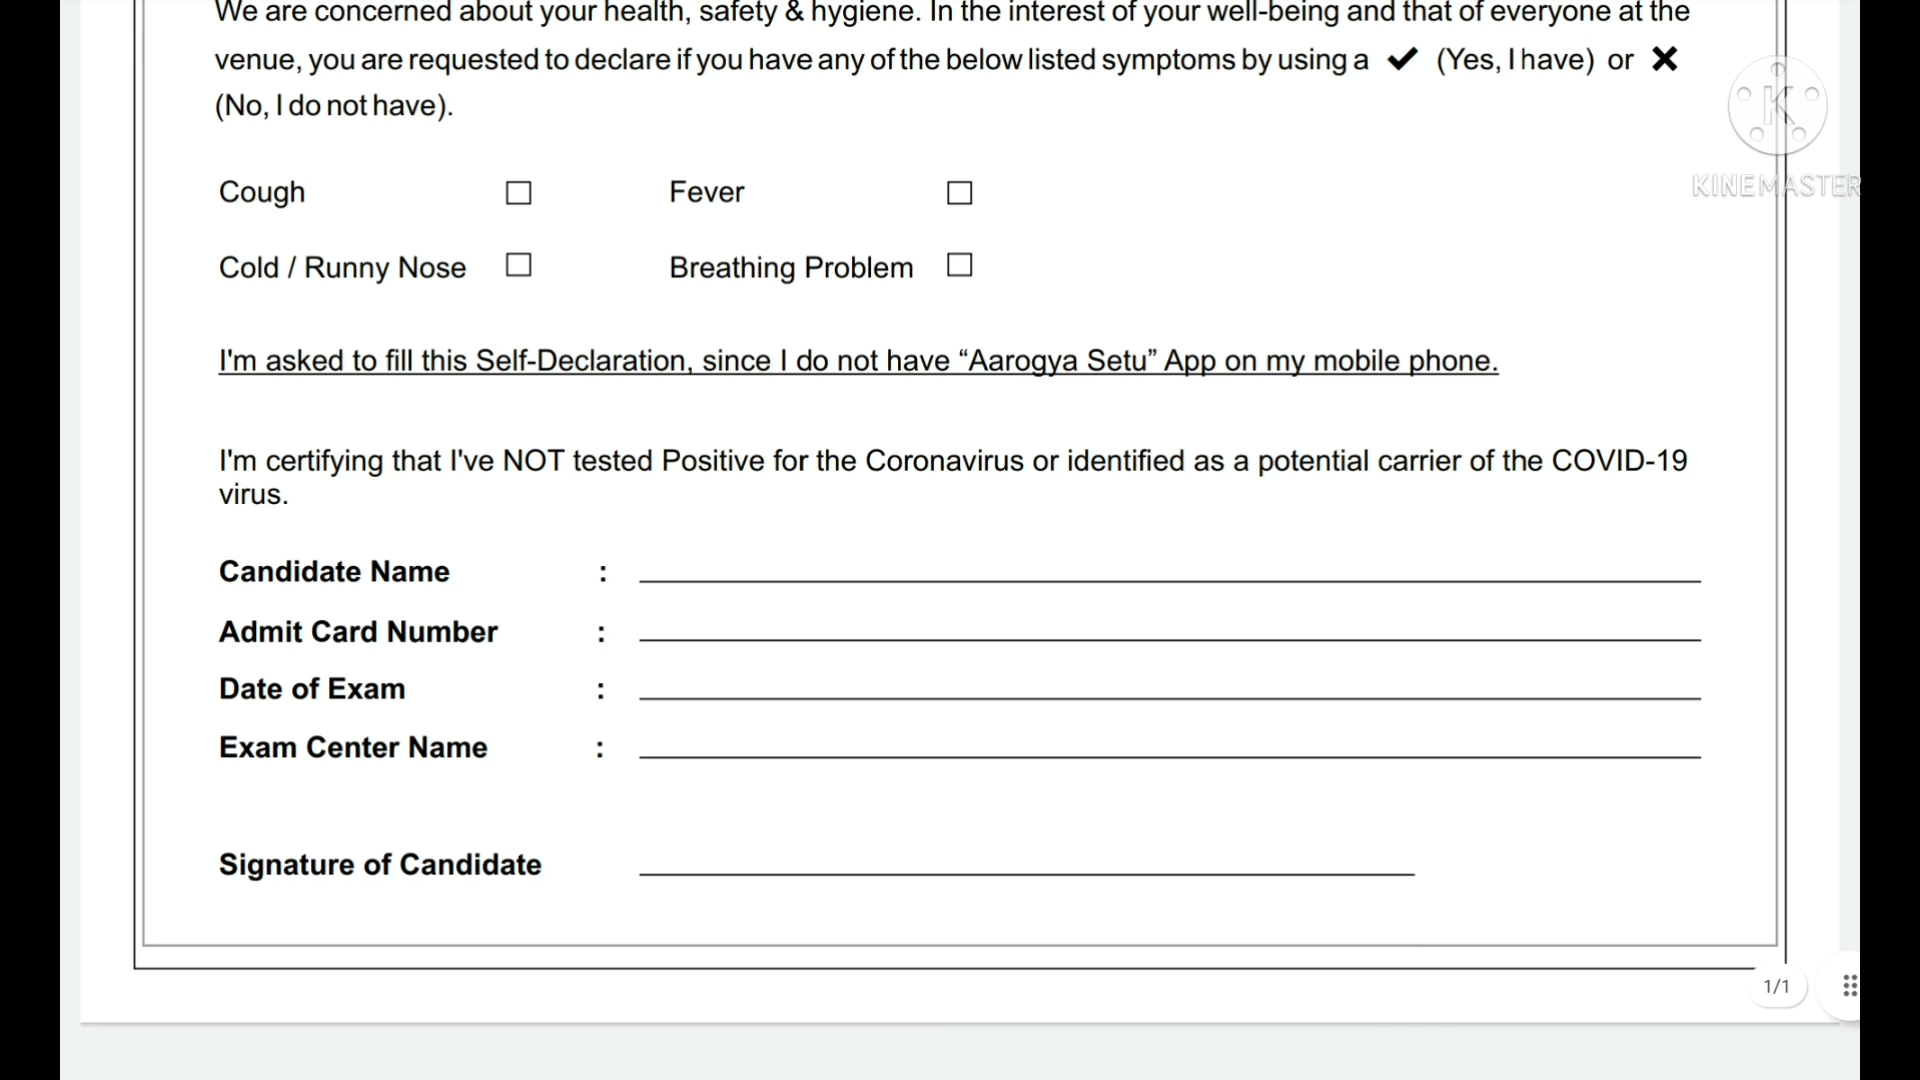 We are concerned about your health, safety & hygiene. In the interest of your well-being and that of everyone at the
venue, you are requested to declare if you have any of the below listed symptoms by using a ✔ (Yes, I have) or ✖
(No, I do not have).
Cough ☐ Fever ☐
Cold / Runny Nose ☐ Breathing Problem ☐
I'm asked to fill this Self-Declaration, since I do not have “Aarogya Setu” App on my mobile phone.
I'm certifying that I've NOT tested Positive for the Coronavirus or identified as a potential carrier of the COVID-19
virus.
Candidate Name :
Admit Card Number :
Date of Exam :
Exam Center Name :
Signature of Candidate
1/1
K
KINEMASTER